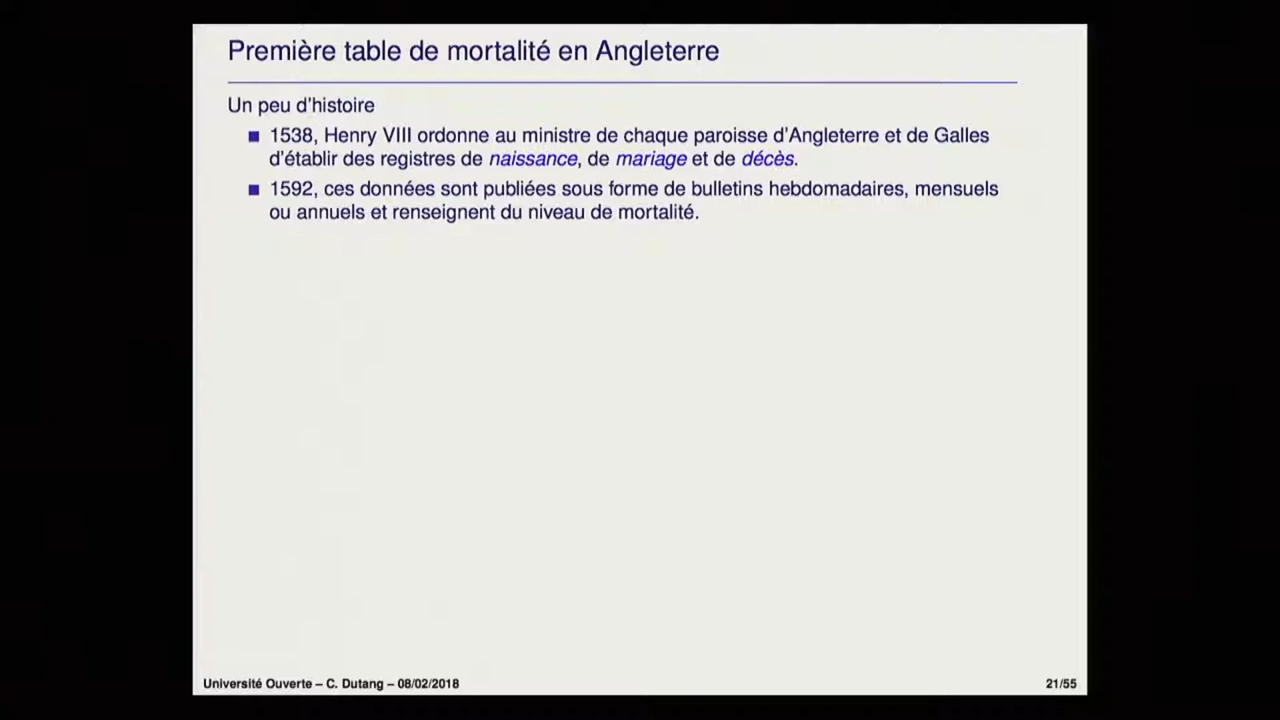 Première table de mortalité en Angleterre
Un peu d'histoire
1538, Henry VIII ordonne au ministre de chaque paroisse d'Angleterre et de Galles
d'établir des registres de naissance, de mariage et de décès.
1592, ces données sont publiées sous forme de bulletins hebdomadaires, mensuels
ou annuels et renseignent du niveau de mortalité.
Université Ouverte – C. Dutang – 08/02/2018
21/55